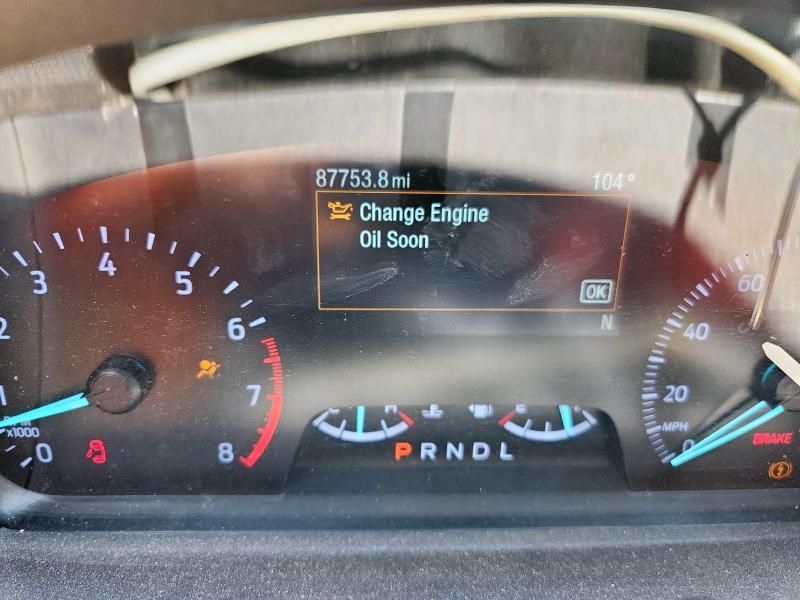 87753.8 mi 104°
Change Engine
Oil Soon
OK
N
2 3 4 5 6 7 8
1
x1000 0
P R N D L
60
40
20
MPH
0
BRAKE